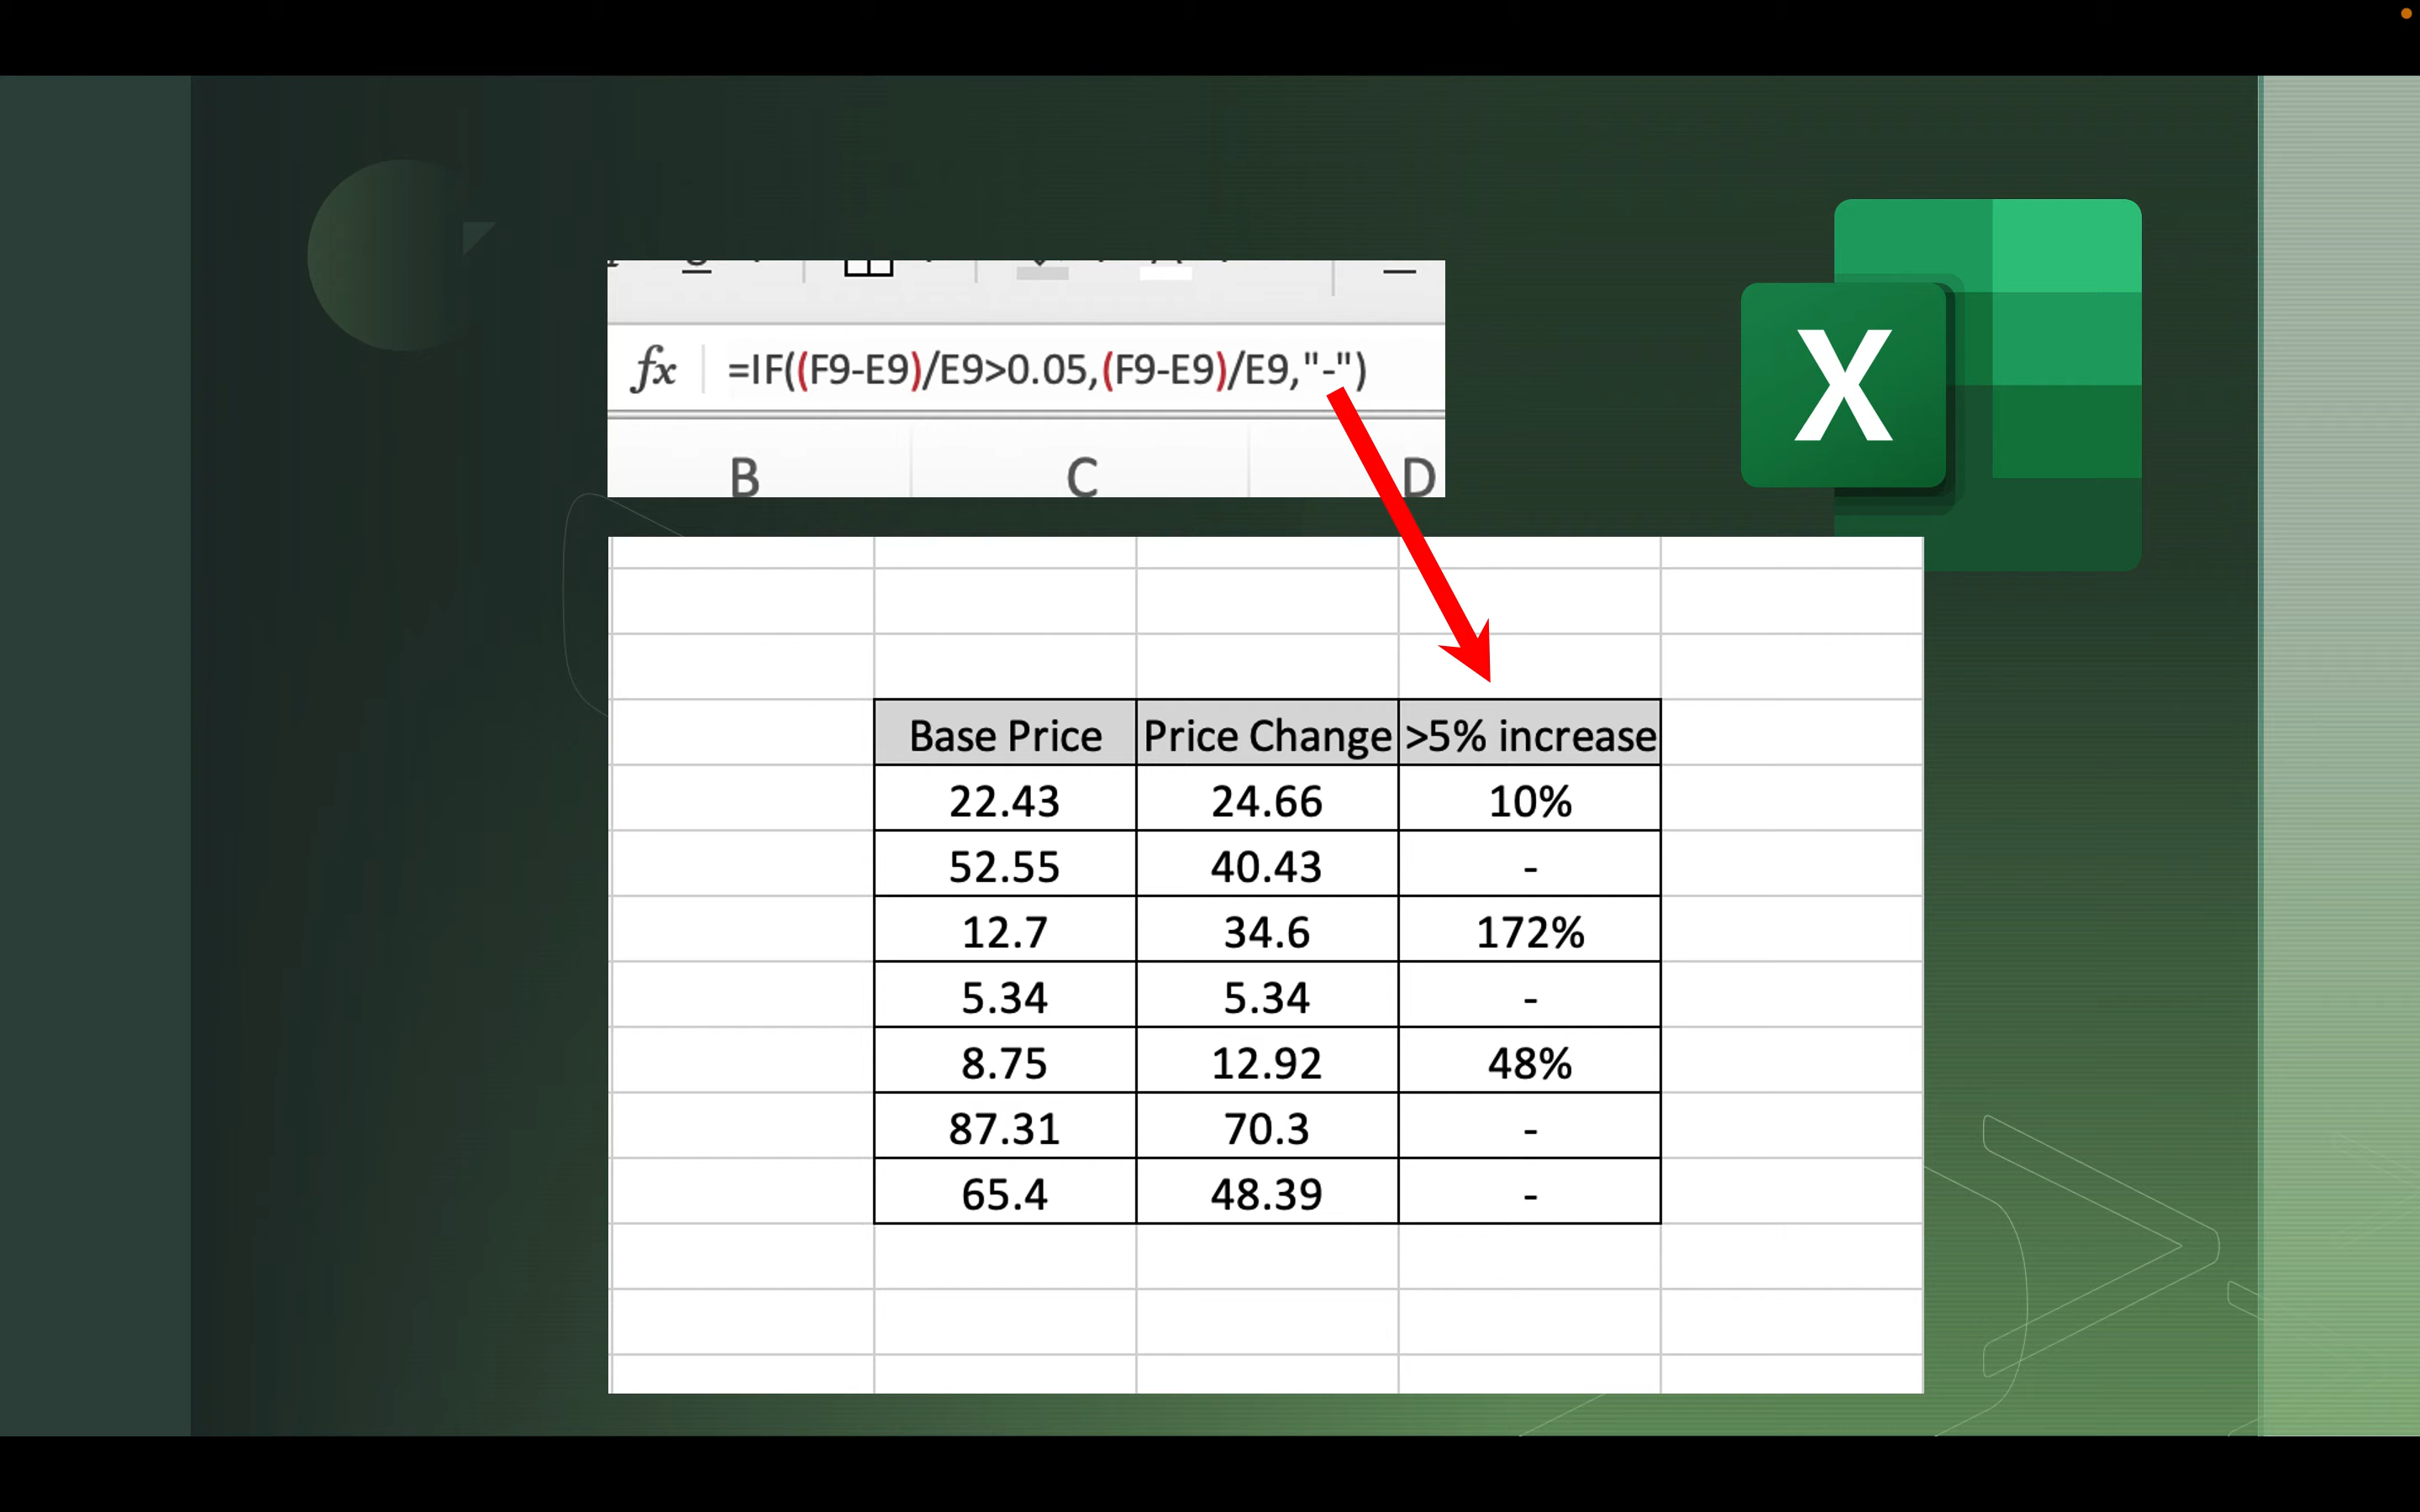 fx =IF((F9-E9)/E9>0.05,(F9-E9)/E9,"-")
B C D
X
Base Price Price Change >5% increase
22.43 24.66 10%
52.55 40.43 -
12.7 34.6 172%
5.34 5.34 -
8.75 12.92 48%
87.31 70.3 -
65.4 48.39 -